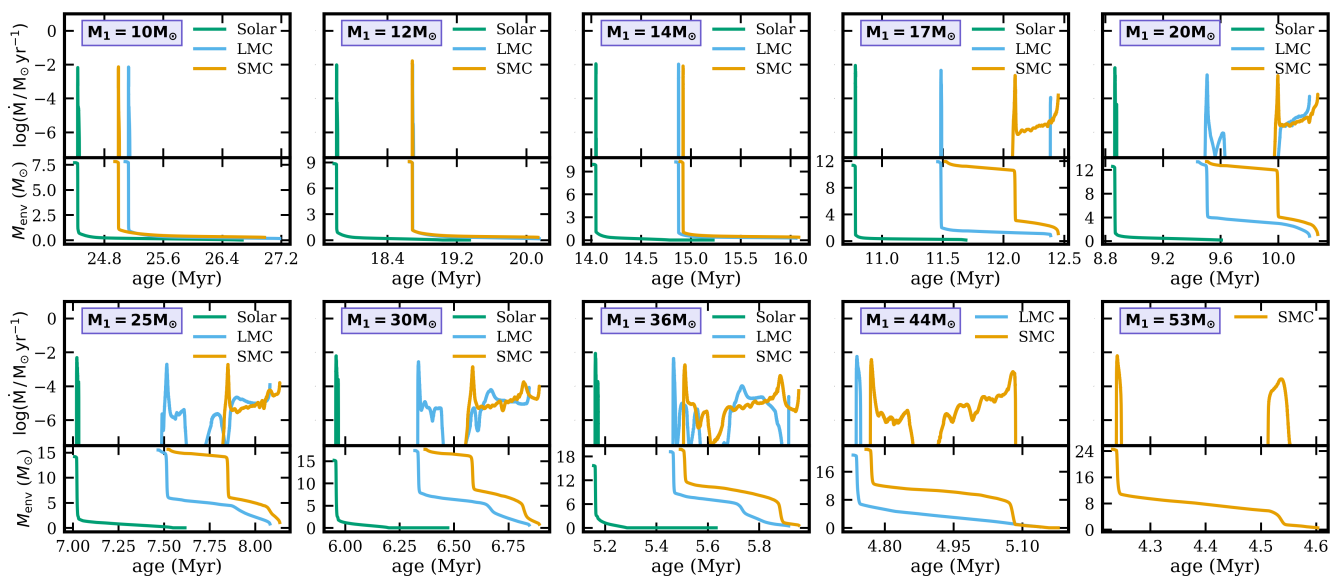 M₁ = 10M⊙
Solar
LMC
SMC
M₁ = 12M⊙
Solar
LMC
SMC
M₁ = 14M⊙
Solar
LMC
SMC
M₁ = 17M⊙
Solar
LMC
SMC
M₁ = 20M⊙
Solar
LMC
SMC
log(Ṁ / M⊙ yr⁻¹)
0
−2
−4
−6
M_env (M⊙)
7.5
5.0
2.5
0.0
9
6
3
0
9
6
3
0
12
8
4
0
12
8
4
0
24.8 25.6 26.4 27.2
18.4 19.2 20.0
14.0 14.5 15.0 15.5 16.0
11.0 11.5 12.0 12.5
8.8 9.2 9.6 10.0
age (Myr) age (Myr) age (Myr) age (Myr) age (Myr)
M₁ = 25M⊙
Solar
LMC
SMC
M₁ = 30M⊙
Solar
LMC
SMC
M₁ = 36M⊙
Solar
LMC
SMC
M₁ = 44M⊙
LMC
SMC
M₁ = 53M⊙
SMC
log(Ṁ / M⊙ yr⁻¹)
0
−2
−4
−6
M_env (M⊙)
15
10
5
0
15
10
5
0
18
12
6
0
16
8
0
24
16
8
0
7.00 7.25 7.50 7.75 8.00
6.00 6.25 6.50 6.75
5.2 5.4 5.6 5.8
4.80 4.95 5.10
4.3 4.4 4.5 4.6
age (Myr) age (Myr) age (Myr) age (Myr) age (Myr)